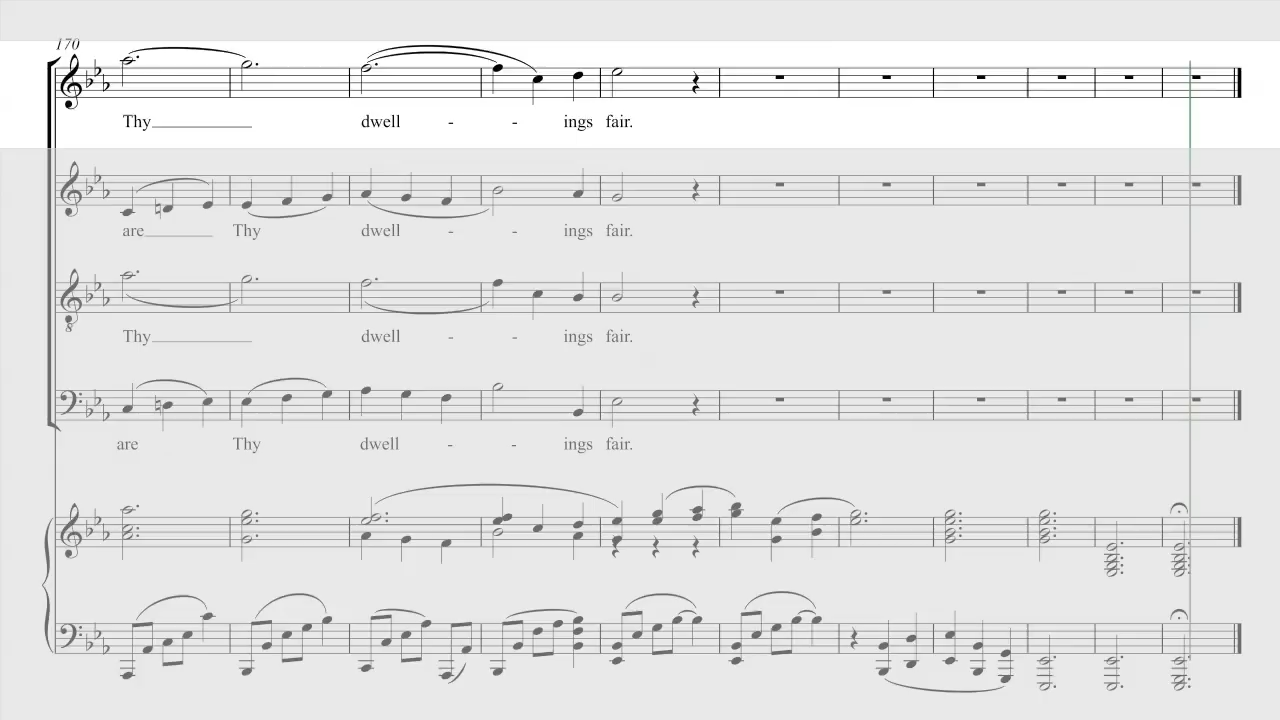 170
Thy dwell - - ings fair.
are Thy dwell - - ings fair.
Thy dwell - - ings fair.
are Thy dwell - - ings fair.